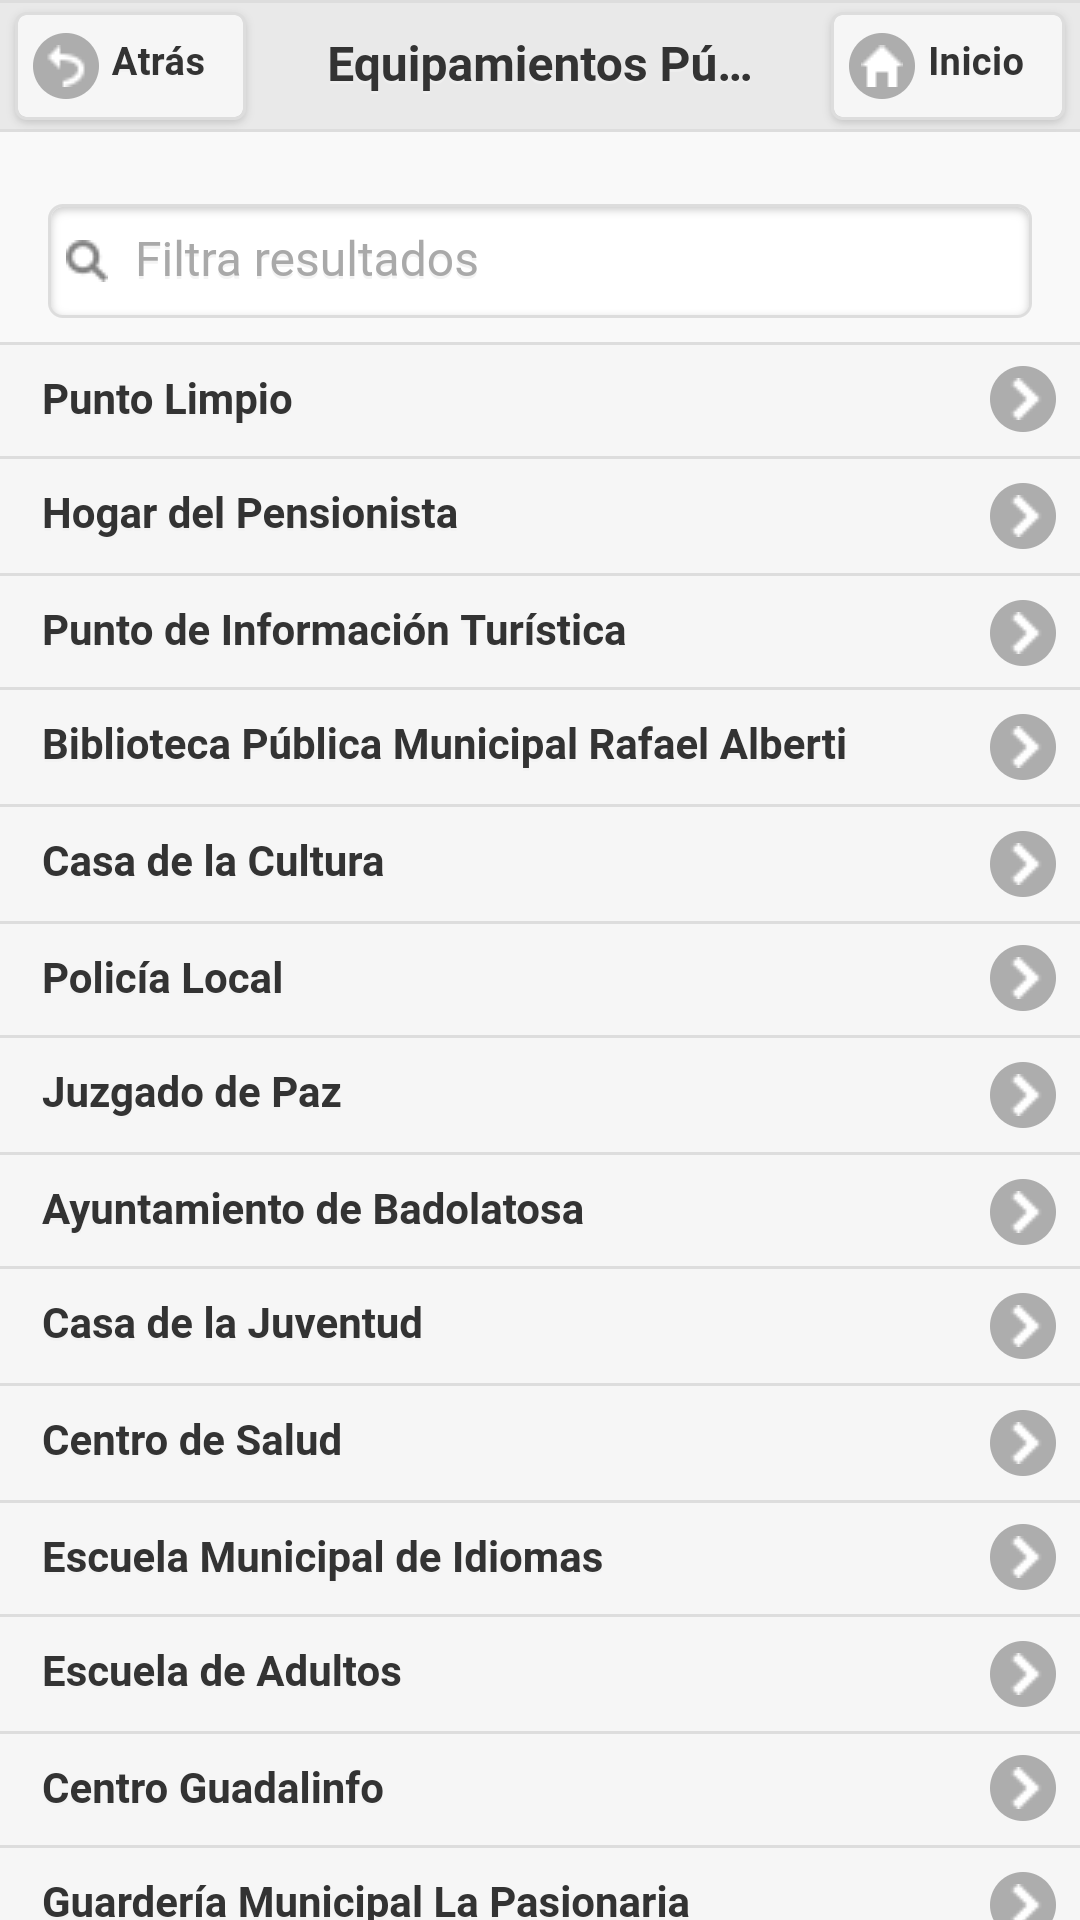 Atrás
Equipamientos Pú...
Inicio
Filtra resultados
Punto Limpio
Hogar del Pensionista
Punto de Información Turística
Biblioteca Pública Municipal Rafael Alberti
Casa de la Cultura
Policía Local
Juzgado de Paz
Ayuntamiento de Badolatosa
Casa de la Juventud
Centro de Salud
Escuela Municipal de Idiomas
Escuela de Adultos
Centro Guadalinfo
Guardería Municipal La Pasionaria